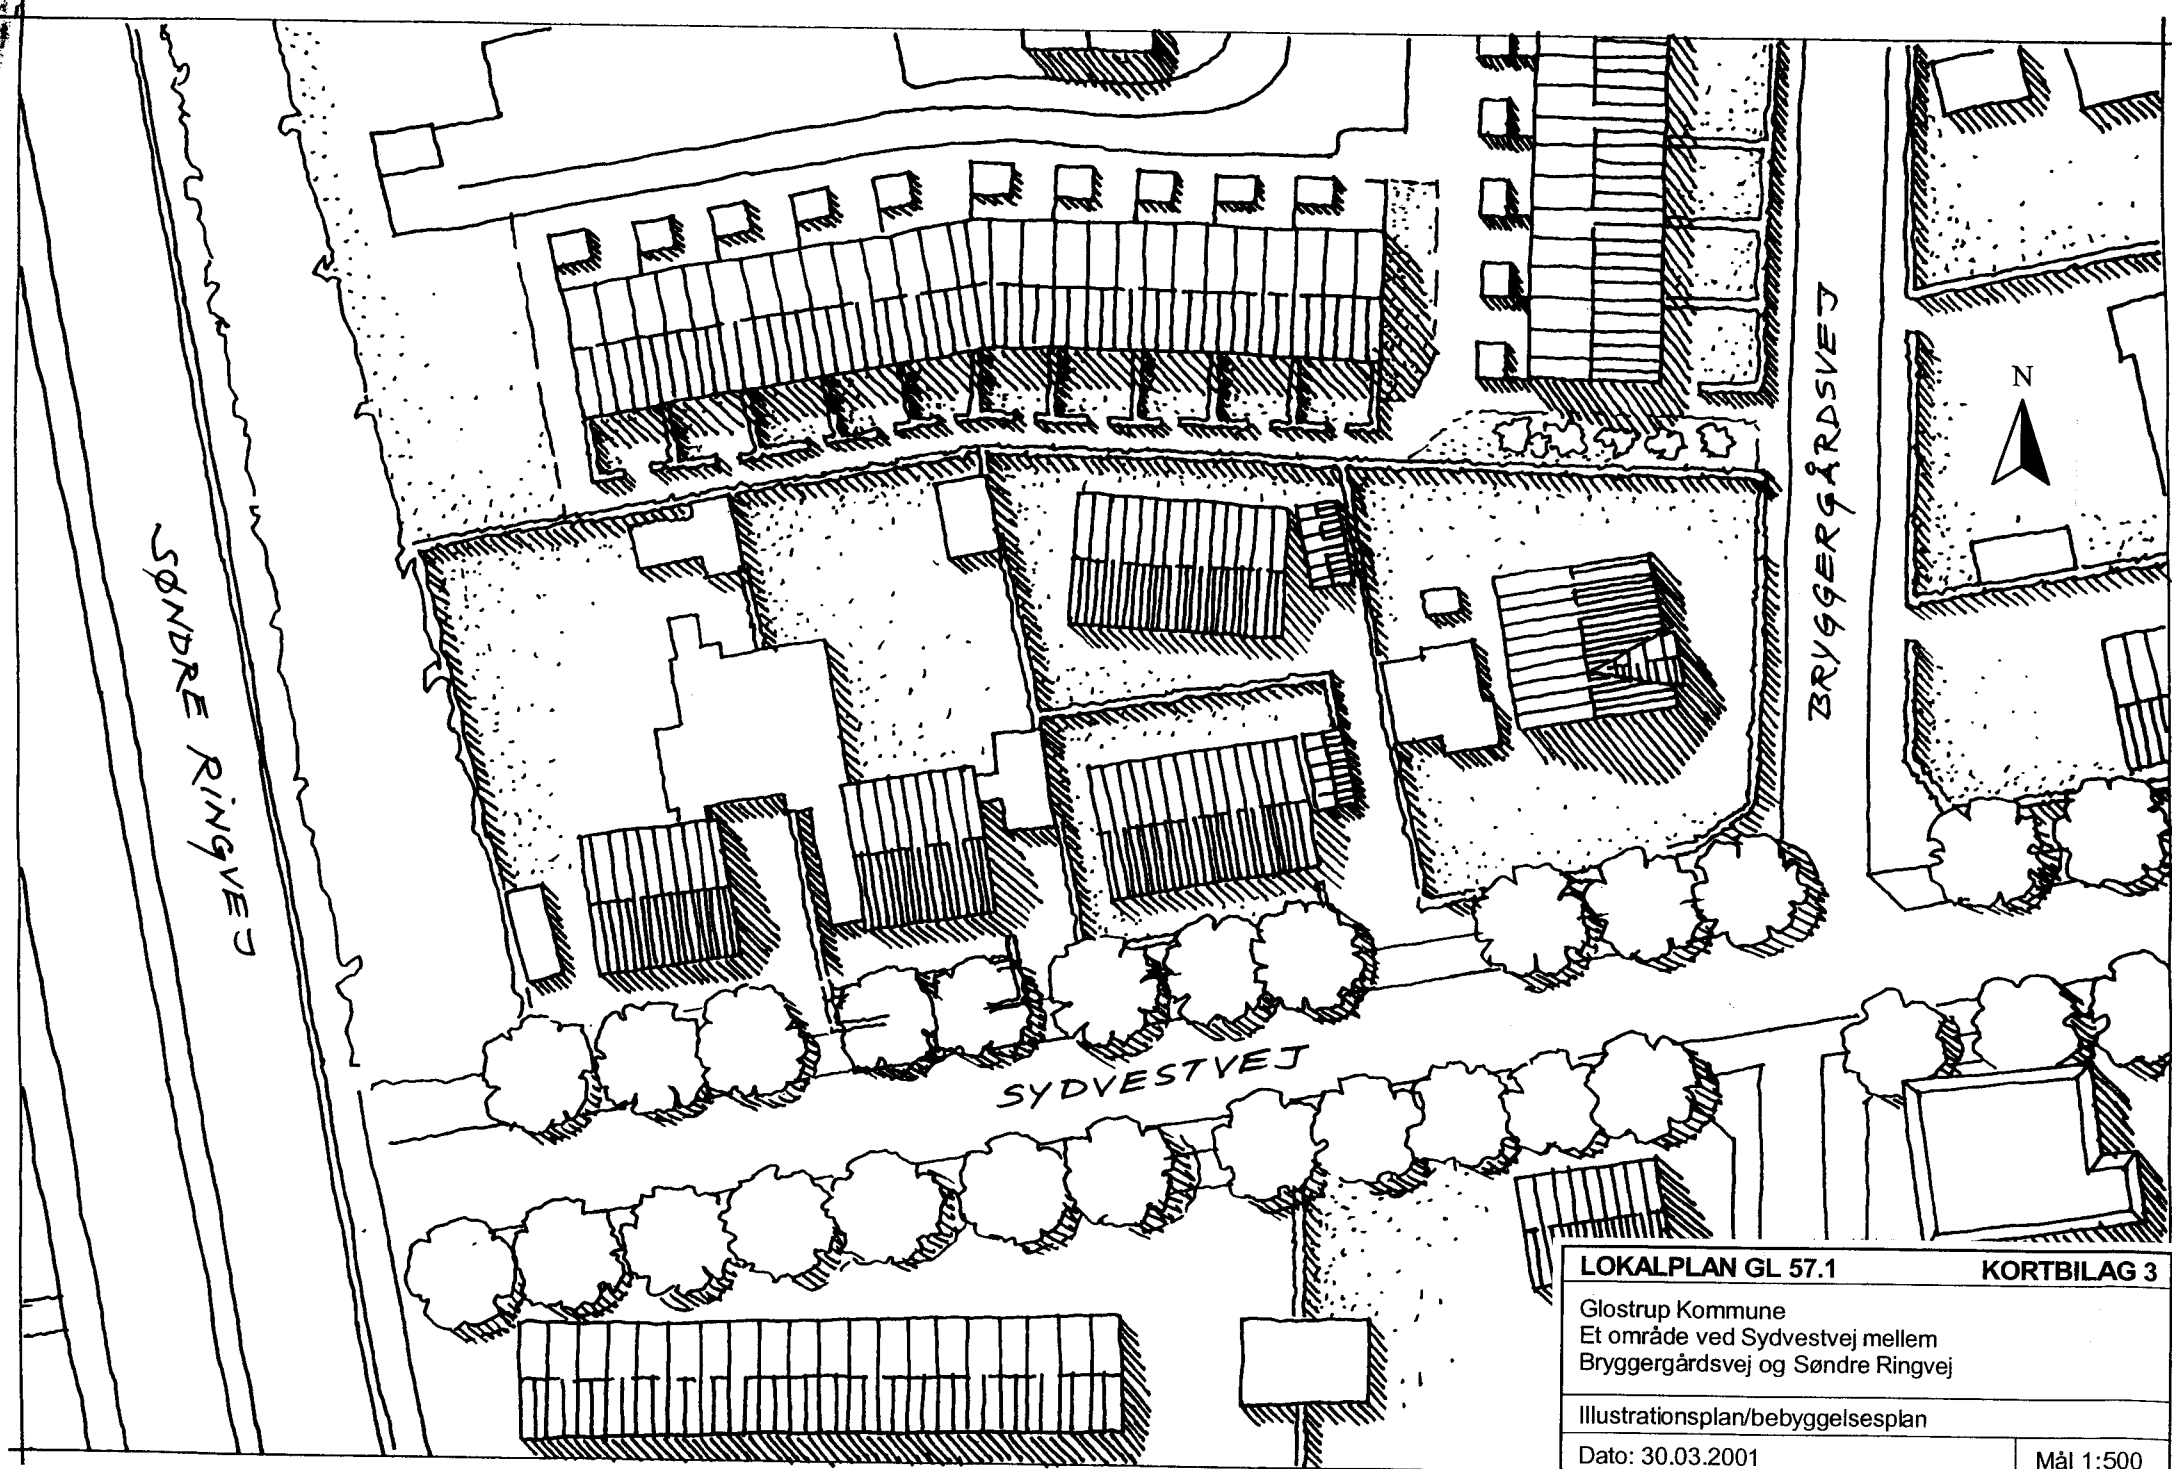 SØNDRE RINGVEJ
BRYGGERGÅRDSVEJ
N
SYDVESTVEJ
LOKALPLAN GL 57.1 KORTBILAG 3
Glostrup Kommune
Et område ved Sydvestvej mellem
Bryggergårdsvej og Søndre Ringvej
Illustrationsplan/bebyggelsesplan
Dato: 30.03.2001 Mål 1:500